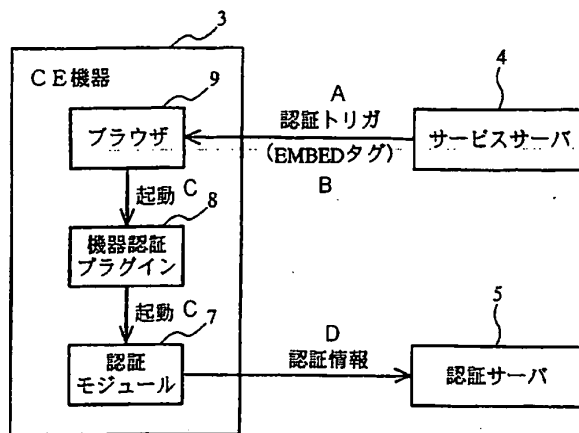 3
CE機器
9
ブラウザ
A
認証トリガ
(EMBEDタグ)
B
4
サービスサーバ
起動 C
8
機器認証
プラグイン
起動 C
7
認証
モジュール
D
認証情報
5
認証サーバ